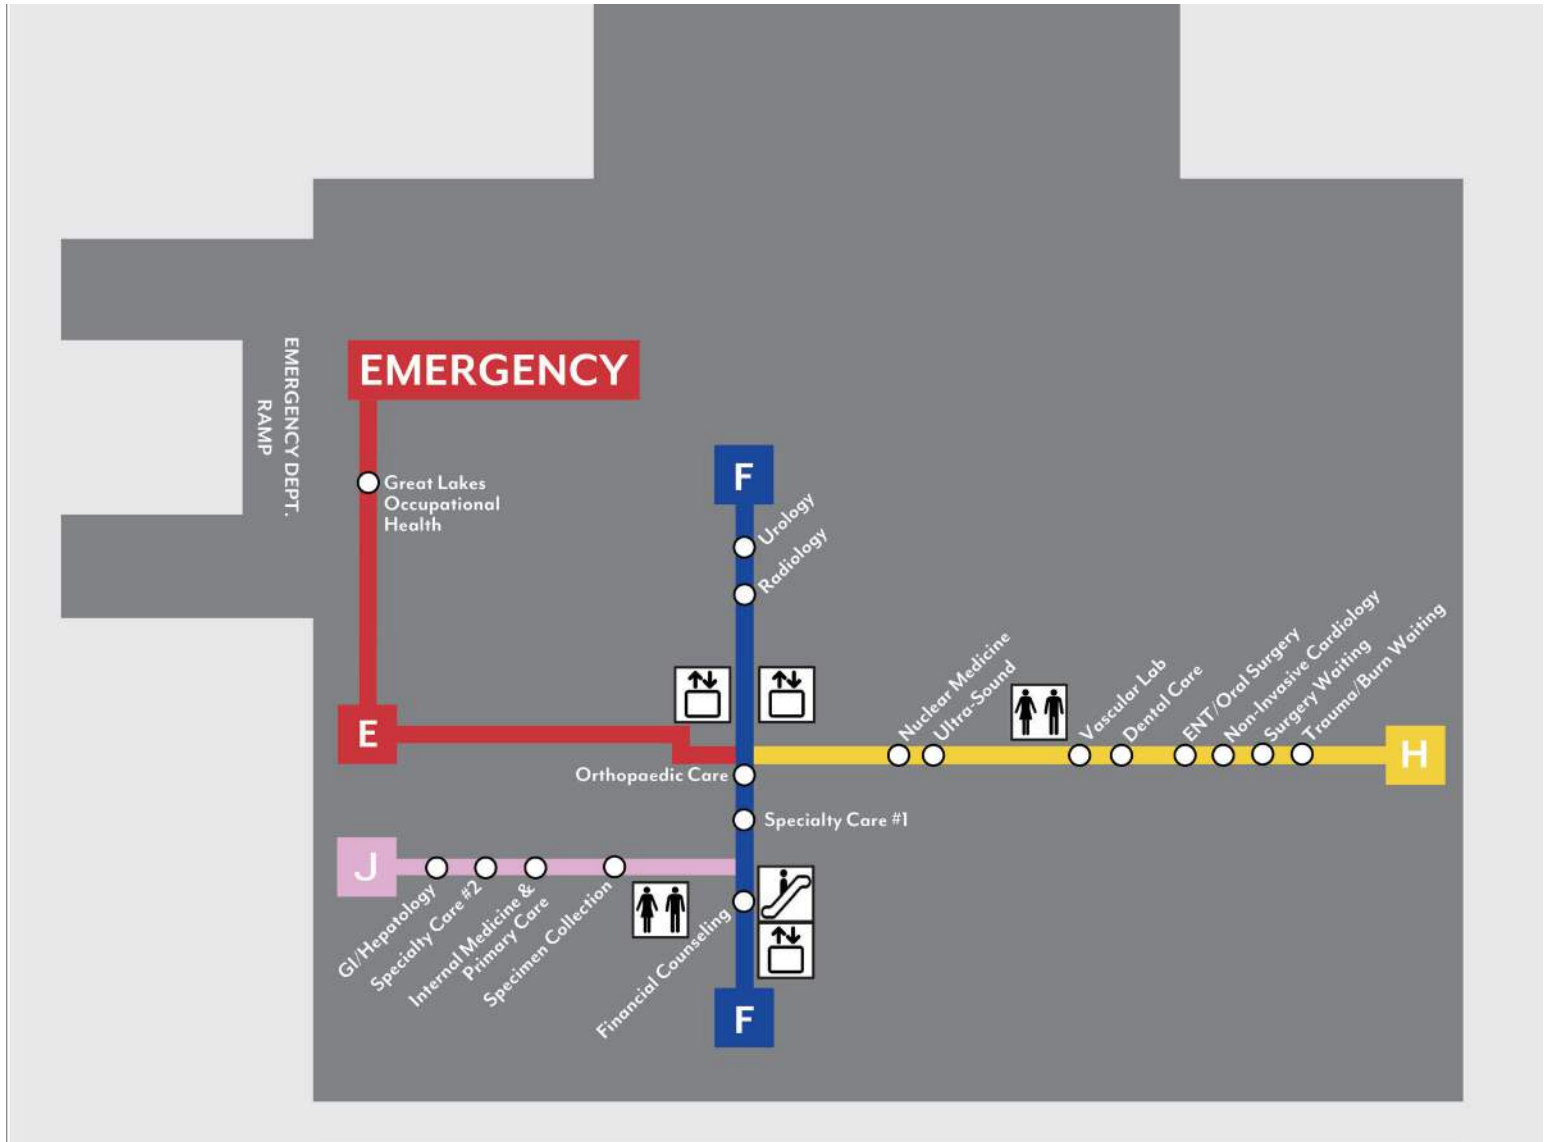 EMERGENCY
EMERGENCY DEPT.
RAMP
Great Lakes
Occupational
Health
F
Urology
Radiology
E
Nuclear Medicine
Ultra-Sound
Vascular Lab
Dental Care
ENT/Oral Surgery
Non-Invasive Cardiology
Surgery Waiting
Trauma/Burn Waiting
H
Orthopaedic Care
Specialty Care #1
J
GI/Hepatology
Specialty Care #2
Internal Medicine &
Primary Care
Specimen Collection
Financial Counseling
F